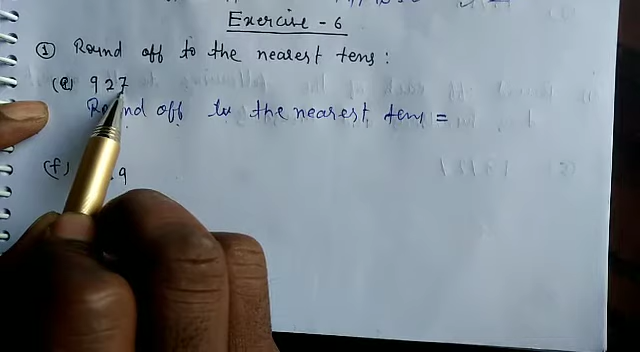 Exercise - 6
① Round off to the nearest tens:
(e) 927
Round off to the nearest tens =
(f) 9